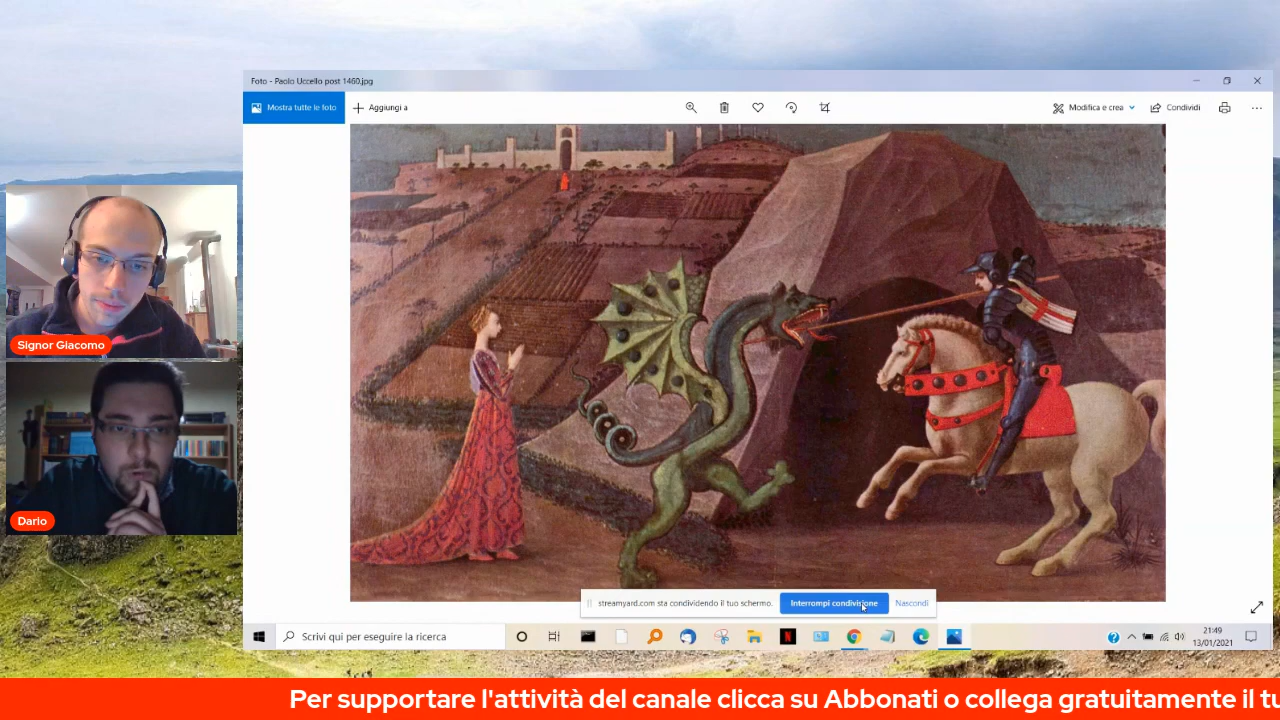 Foto - Paolo Uccello post 1460.jpg
Mostra tutte le foto
Aggiungi a
Modifica e crea
Condividi
Signor Giacomo
Dario
streamyard.com sta condividendo il tuo schermo.
Interrompi condivisione
Nascondi
Scrivi qui per eseguire la ricerca
21:49
13/01/2021
Per supportare l'attività del canale clicca su Abbonati o collega gratuitamente il tu